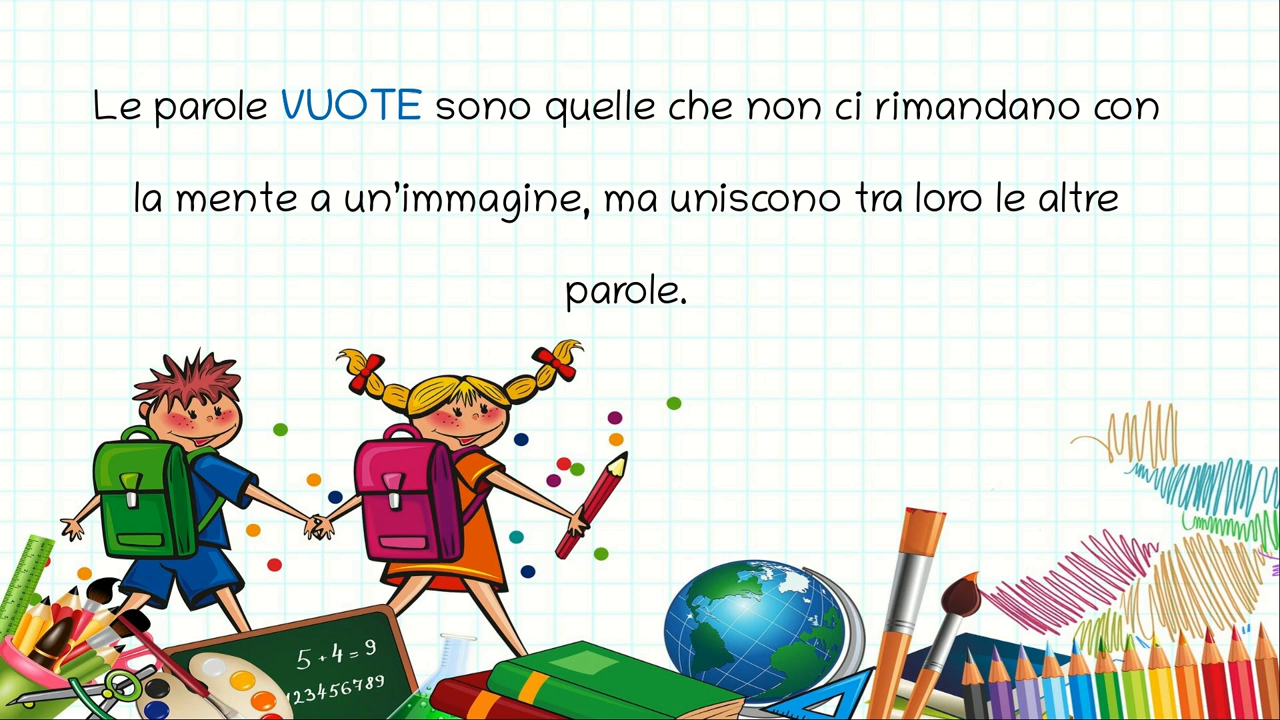 Le parole VUOTE sono quelle che non ci rimandano con
la mente a un'immagine, ma uniscono tra loro le altre
parole.
5+4=9
123456789